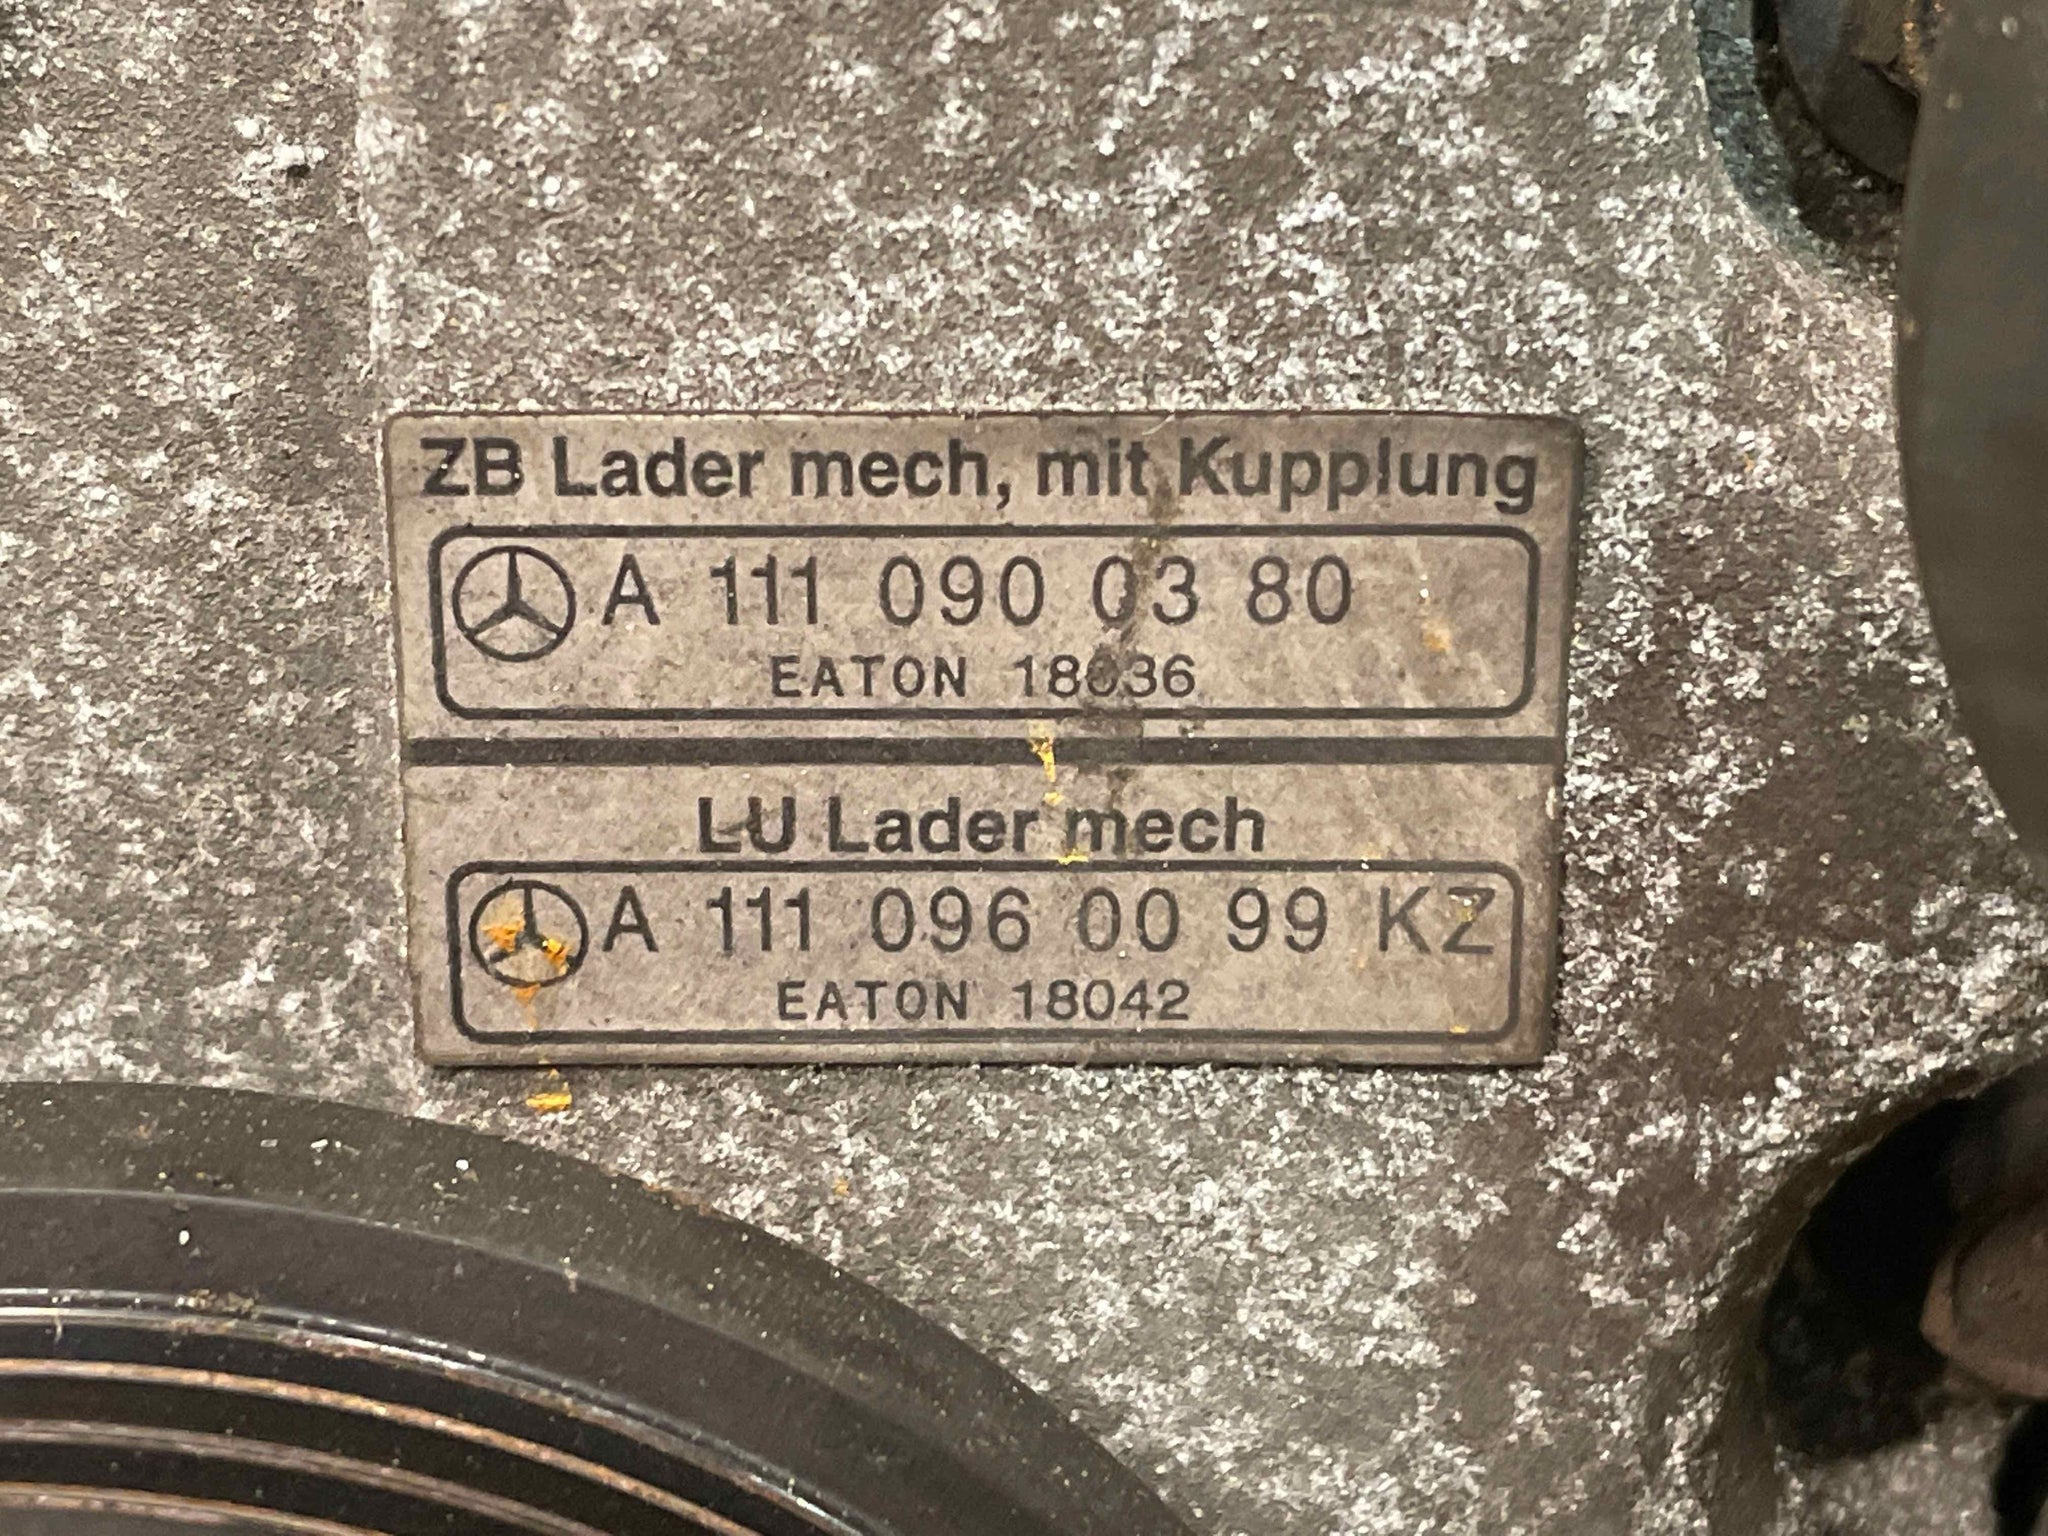 ZB Lader mech, mit Kupplung
A 111 090 03 80
EATON 18036
LU Lader mech
A 111 096 00 99 KZ
EATON 18042